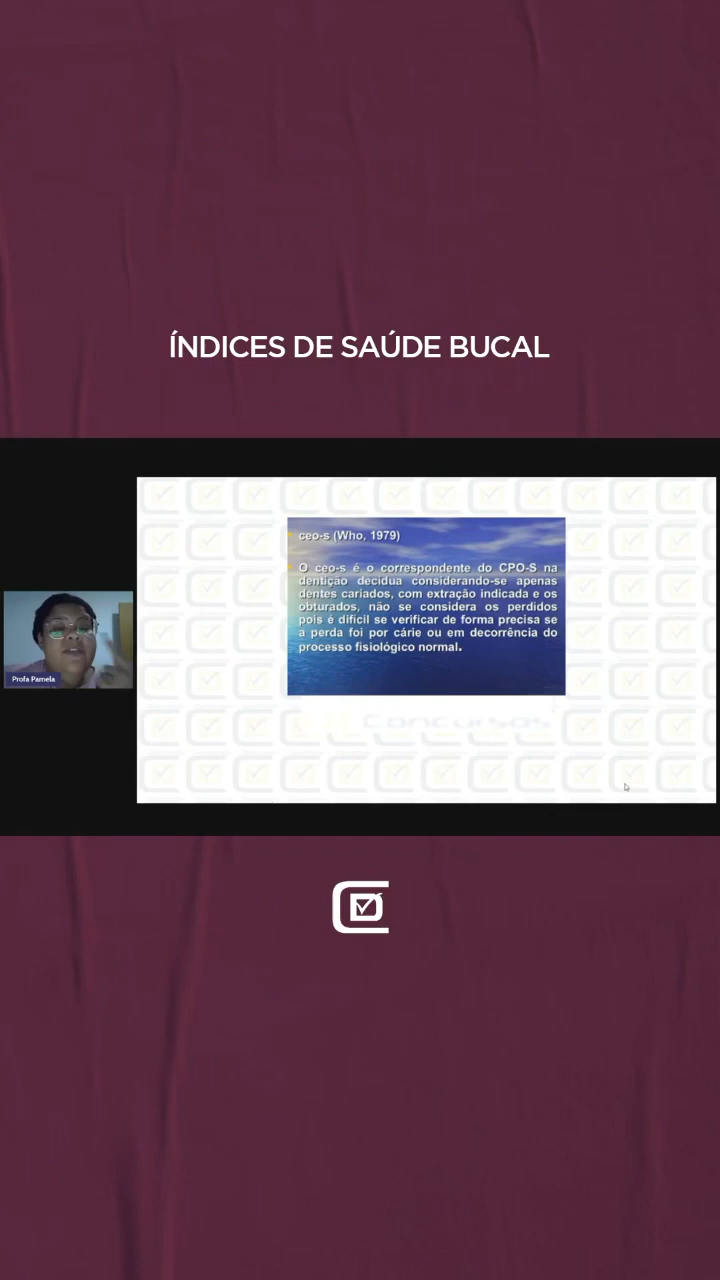 ÍNDICES DE SAÚDE BUCAL
ceo-s (Who, 1979)
O ceo-s é o correspondente do CPO-S na
dentição decídua considerando-se apenas
dentes cariados, com extração indicada e os
obturados, não se considera os perdidos
pois é difícil se verificar de forma precisa se
a perda foi por cárie ou em decorrência do
processo fisiológico normal.
Profa Pamela
Concursos